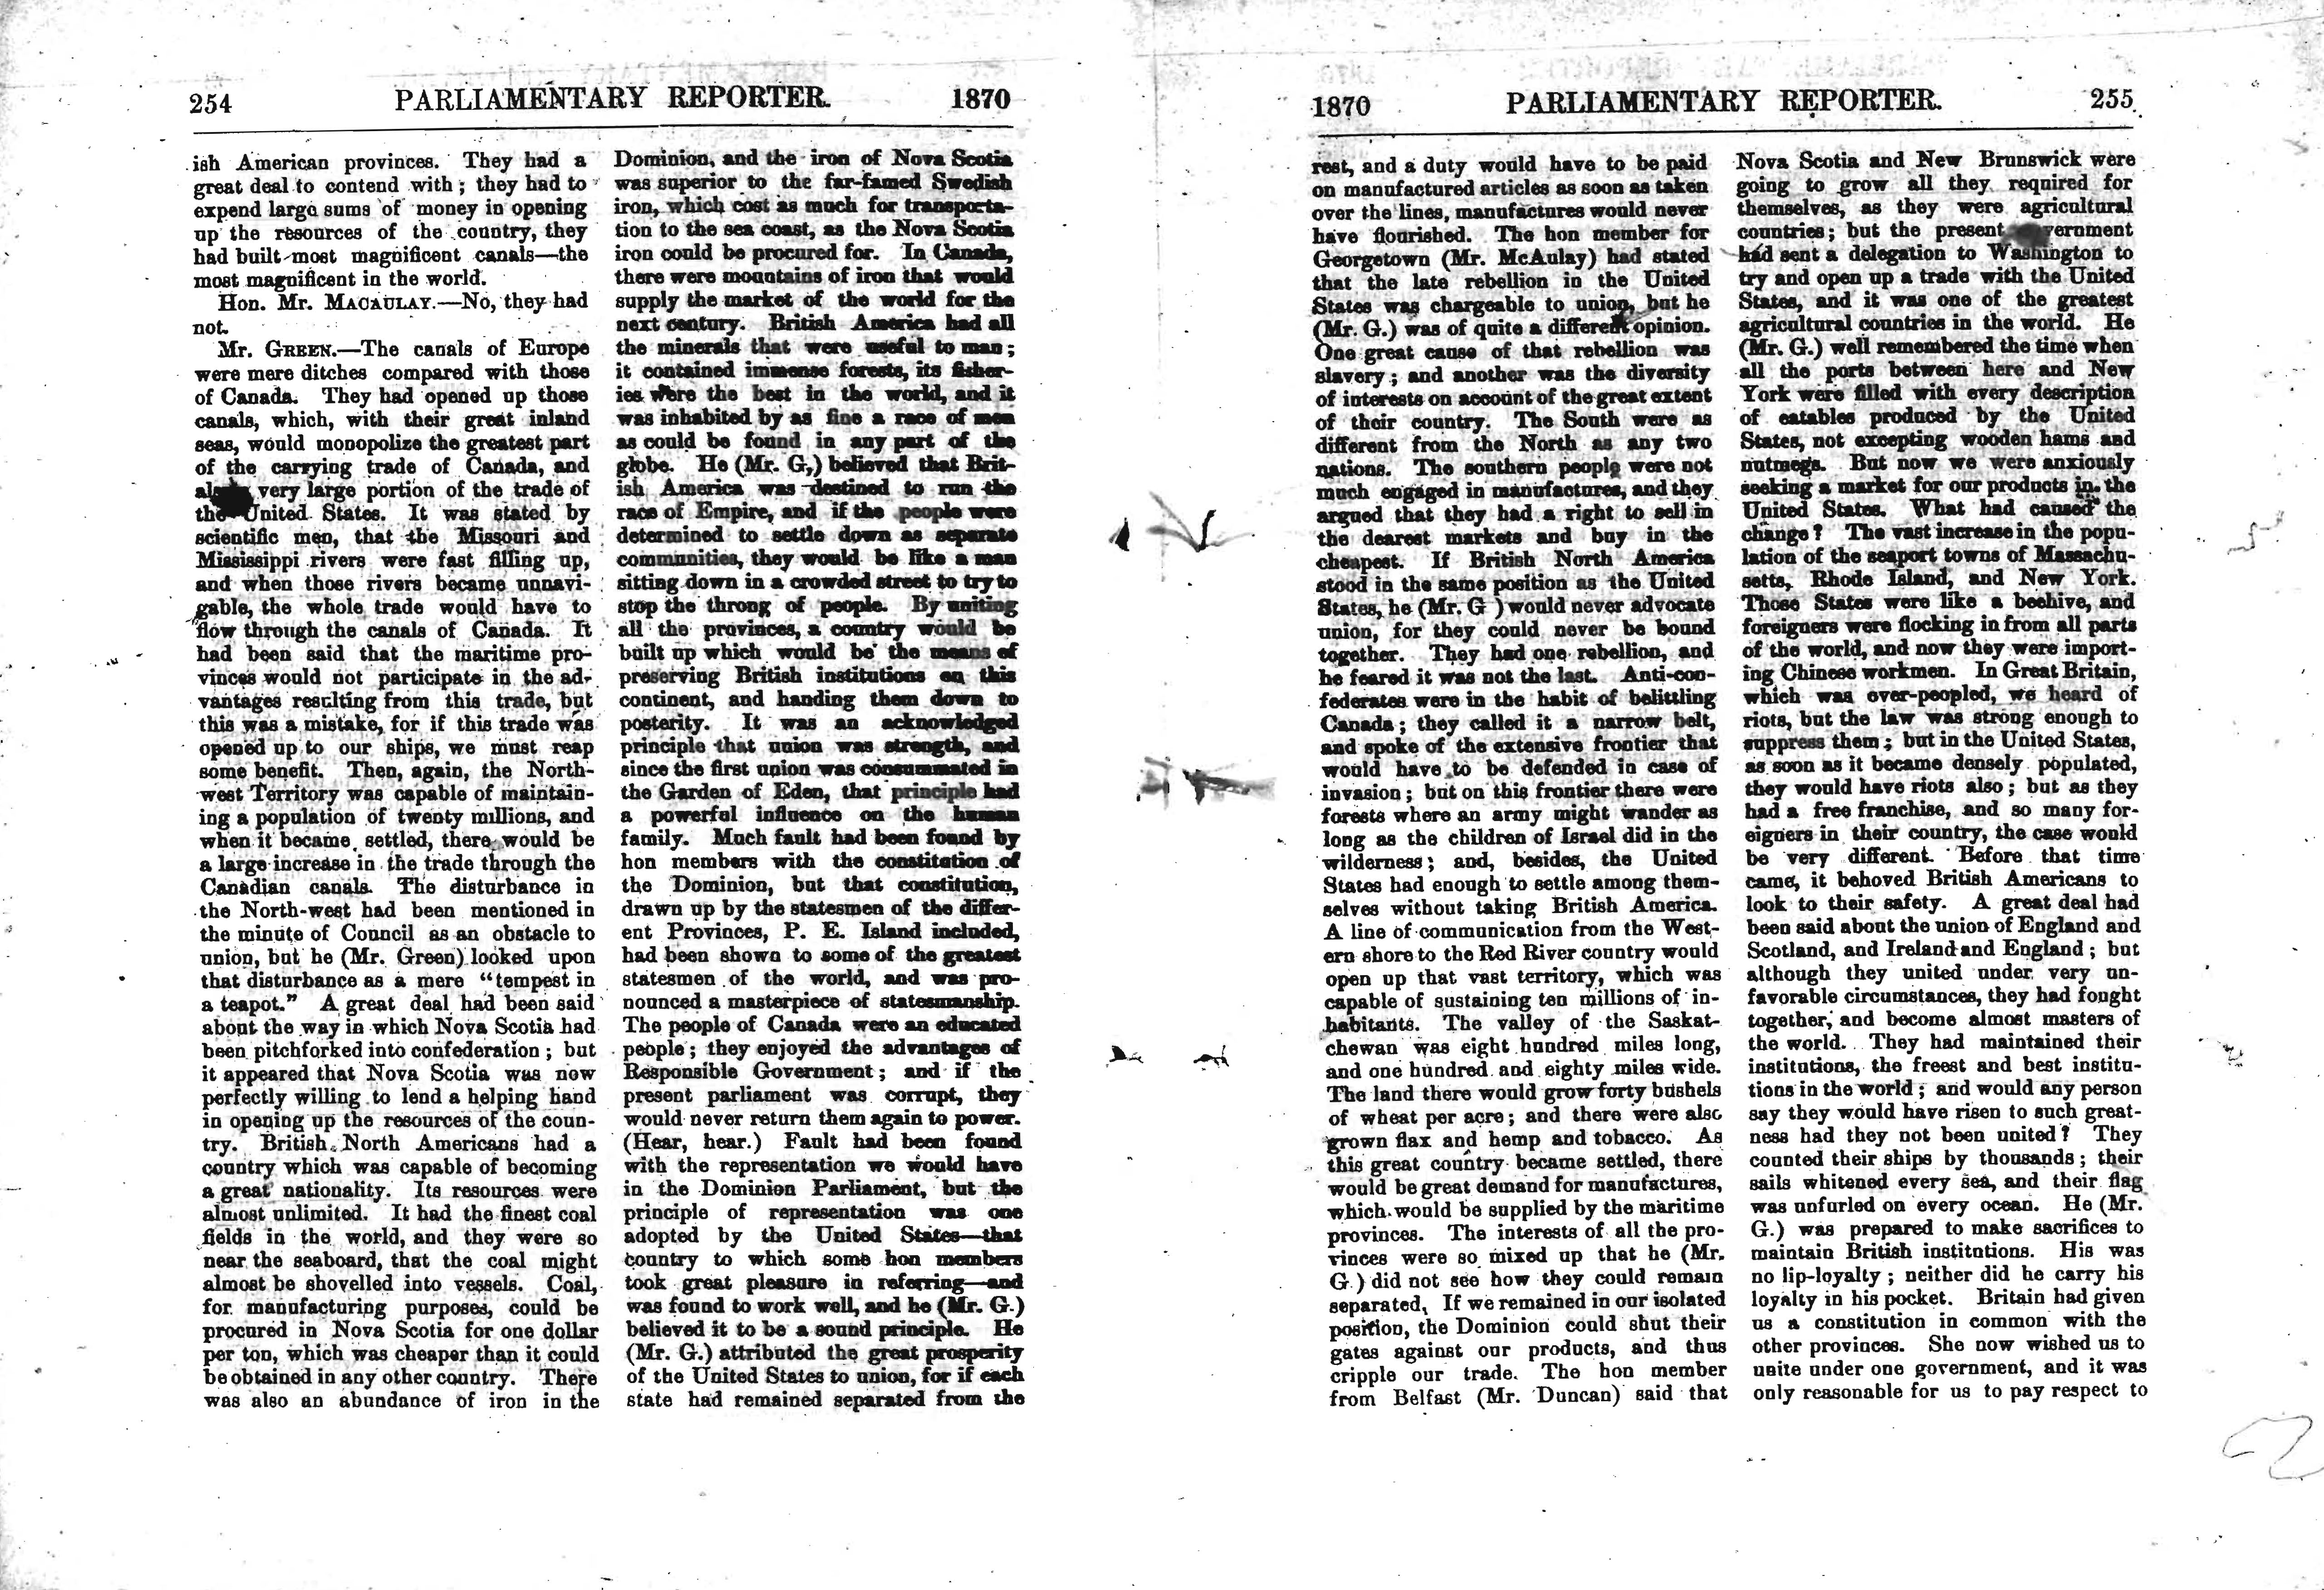 254 PARLIAMENTARY REPORTER. 1870
ish American provinces. They had a
great deal to contend with; they had to
expend large sums of money in opening
up the resources of the country, they
had built most magnificent canals—the
most magnificent in the world.
Hon. Mr. MACAULAY.—No, they had
not.
Mr. GREEN.—The canals of Europe
were mere ditches compared with those
of Canada. They had opened up those
canals, which, with their great inland
seas, would monopolize the greatest part
of the carrying trade of Canada, and
very large portion of the trade of
the United States. It was stated by
scientific men, that the Missouri and
Mississippi rivers were fast filling up,
and when those rivers became unnavi-
gable, the whole trade would have to
flow through the canals of Canada. It
had been said that the maritime pro-
vinces would not participate in the ad-
vantages resulting from this trade, but
this was a mistake, for if this trade was
opened up to our ships, we must reap
some benefit. Then, again, the North-
west Territory was capable of maintain-
ing a population of twenty millions, and
when it became settled, there would be
a large increase in the trade through the
Canadian canals. The disturbance in
the North-west had been mentioned in
the minute of Council as an obstacle to
union, but he (Mr. Green) looked upon
that disturbance as a mere "tempest in
a teapot." A great deal had been said
about the way in which Nova Scotia had
been pitchforked into confederation; but
it appeared that Nova Scotia was now
perfectly willing to lend a helping hand
in opening up the resources of the coun-
try. British North Americans had a
country which was capable of becoming
a great nationality. Its resources were
almost unlimited. It had the finest coal
fields in the world, and they were so
near the seaboard, that the coal might
almost be shovelled into vessels. Coal,
for manufacturing purposes, could be
procured in Nova Scotia for one dollar
per ton, which was cheaper than it could
be obtained in any other country. There
was also an abundance of iron in the
Dominion, and the iron of Nova Scotia
was superior to the far-famed Swedish
iron, which cost as much for transporta-
tion to the sea coast, as the Nova Scotia
iron could be procured for. In Canada,
there were mountains of iron that would
supply the market of the world for the
next century. British America had all
the minerals that were useful to man;
it contained immense forests, its fisher-
ies were the best in the world, and it
was inhabited by as fine a race of men
as could be found in any part of the
globe. He (Mr. G,) believed that Brit-
ish America was destined to run the
race of Empire, and if the people were
determined to settle down as separate
communities, they would be like a man
sitting down in a crowded street to try to
stop the throng of people. By uniting
all the provinces, a country would be
built up which would be the means of
preserving British institutions on this
continent, and handing them down to
posterity. It was an acknowledged
principle that union was strength, and
since the first union was consummated in
the Garden of Eden, that principle had
a powerful influence on the human
family. Much fault had been found by
hon members with the constitution of
the Dominion, but that constitution,
drawn up by the statesmen of the differ-
ent Provinces, P. E. Island included,
had been shown to some of the greatest
statesmen of the world, and was pro-
nounced a masterpiece of statesmanship.
The people of Canada were an educated
people; they enjoyed the advantages of
Responsible Government; and if the
present parliament was corrupt, they
would never return them again to power.
(Hear, hear.) Fault had been found
with the representation we would have
in the Dominion Parliament, but the
principle of representation was one
adopted by the United States—that
country to which some hon members
took great pleasure in referring—and
was found to work well, and he (Mr. G.)
believed it to be a sound principle. He
(Mr. G.) attributed the great prosperity
of the United States to union, for if each
state had remained separated from the
1870 PARLIAMENTARY REPORTER. 255
rest, and a duty would have to be paid
on manufactured articles as soon as taken
over the lines, manufactures would never
have flourished. The hon member for
Georgetown (Mr. McAulay) had stated
that the late rebellion in the United
States was chargeable to union, but he
(Mr. G.) was of quite a different opinion.
One great cause of that rebellion was
slavery; and another was the diversity
of interests on account of the great extent
of their country. The South were as
different from the North as any two
nations. The southern people were not
much engaged in manufactures, and they
argued that they had a right to sell in
the dearest markets and buy in the
cheapest. If British North America
stood in the same position as the United
States, he (Mr. G ) would never advocate
union, for they could never be bound
together. They had one rebellion, and
he feared it was not the last. Anti-con-
federates were in the habit of belittling
Canada; they called it a narrow belt,
and spoke of the extensive frontier that
would have to be defended in case of
invasion; but on this frontier there were
forests where an army might wander as
long as the children of Israel did in the
wilderness; and, besides, the United
States had enough to settle among them-
selves without taking British America.
A line of communication from the West-
ern shore to the Red River country would
open up that vast territory, which was
capable of sustaining ten millions of in-
habitants. The valley of the Saskat-
chewan was eight hundred miles long,
and one hundred and eighty miles wide.
The land there would grow forty bushels
of wheat per acre; and there were also
grown flax and hemp and tobacco. As
this great country became settled, there
would be great demand for manufactures,
which would be supplied by the maritime
provinces. The interests of all the pro-
vinces were so mixed up that he (Mr.
G.) did not see how they could remain
separated. If we remained in our isolated
position, the Dominion could shut their
gates against our products, and thus
cripple our trade. The hon member
from Belfast (Mr. Duncan) said that
Nova Scotia and New Brunswick were
going to grow all they required for
themselves, as they were agricultural
countries; but the present vernment
had sent a delegation to Washington to
try and open up a trade with the United
States, and it was one of the greatest
agricultural countries in the world. He
(Mr. G.) well remembered the time when
all the ports between here and New
York were filled with every description
of eatables produced by the United
States, not excepting wooden hams and
nutmegs. But now we were anxiously
seeking a market for our products in the
United States. What had caused the
change? The vast increase in the popu-
lation of the seaport towns of Massachu-
setts, Rhode Island, and New York.
Those States were like a beehive, and
foreigners were flocking in from all parts
of the world, and now they were import-
ing Chinese workmen. In Great Britain,
which was over-peopled, we heard of
riots, but the law was strong enough to
suppress them; but in the United States,
as soon as it became densely populated,
they would have riots also; but as they
had a free franchise, and so many for-
eigners in their country, the case would
be very different. Before that time
came, it behoved British Americans to
look to their safety. A great deal had
been said about the union of England and
Scotland, and Ireland and England; but
although they united under very un-
favorable circumstances, they had fought
together, and become almost masters of
the world. They had maintained their
institutions, the freest and best institu-
tions in the world; and would any person
say they would have risen to such great-
ness had they not been united? They
counted their ships by thousands; their
sails whitened every sea, and their flag
was unfurled on every ocean. He (Mr.
G.) was prepared to make sacrifices to
maintain British institutions. His was
no lip-loyalty; neither did he carry his
loyalty in his pocket. Britain had given
us a constitution in common with the
other provinces. She now wished us to
unite under one government, and it was
only reasonable for us to pay respect to